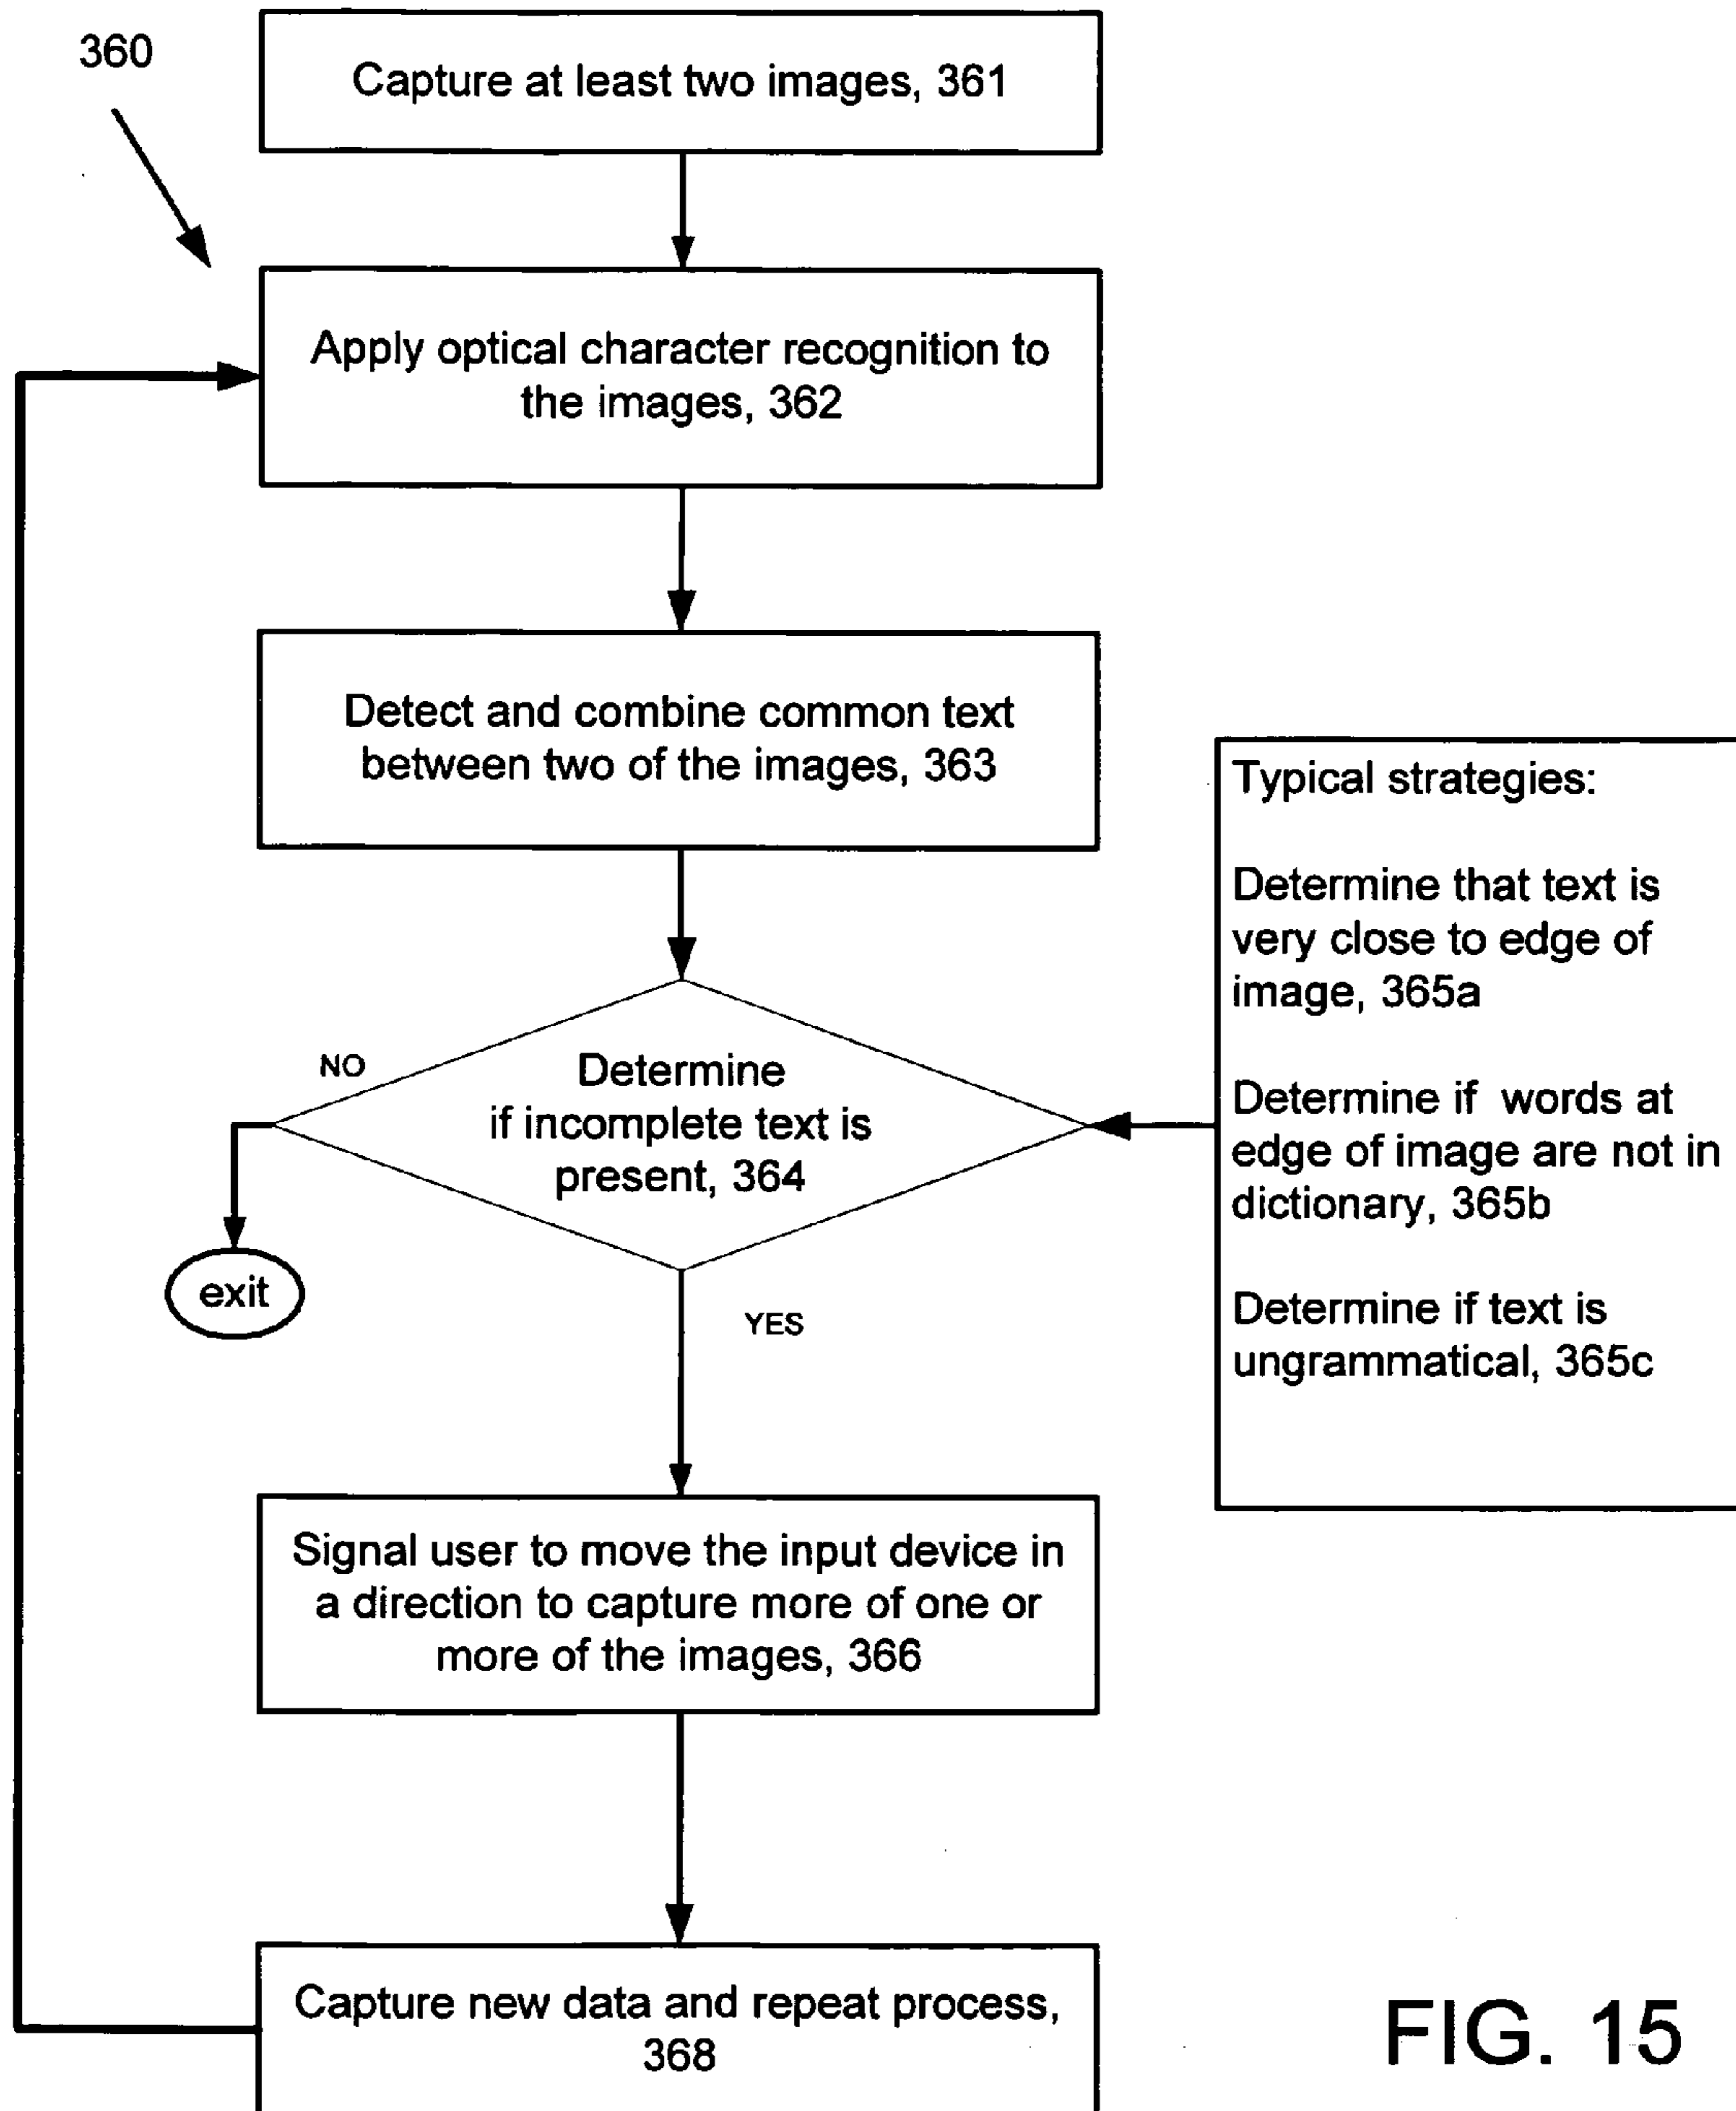 360
Capture at least two images, 361
Apply optical character recognition to
the images, 362
Detect and combine common text
between two of the images, 363
Typical strategies:
Determine that text is
very close to edge of
image, 365a
Determine if words at
edge of image are not in
dictionary, 365b
Determine if text is
ungrammatical, 365c
NO
Determine
if incomplete text is
present, 364
exit
YES
Signal user to move the input device in
a direction to capture more of one or
more of the images, 366
Capture new data and repeat process,
368
FIG. 15